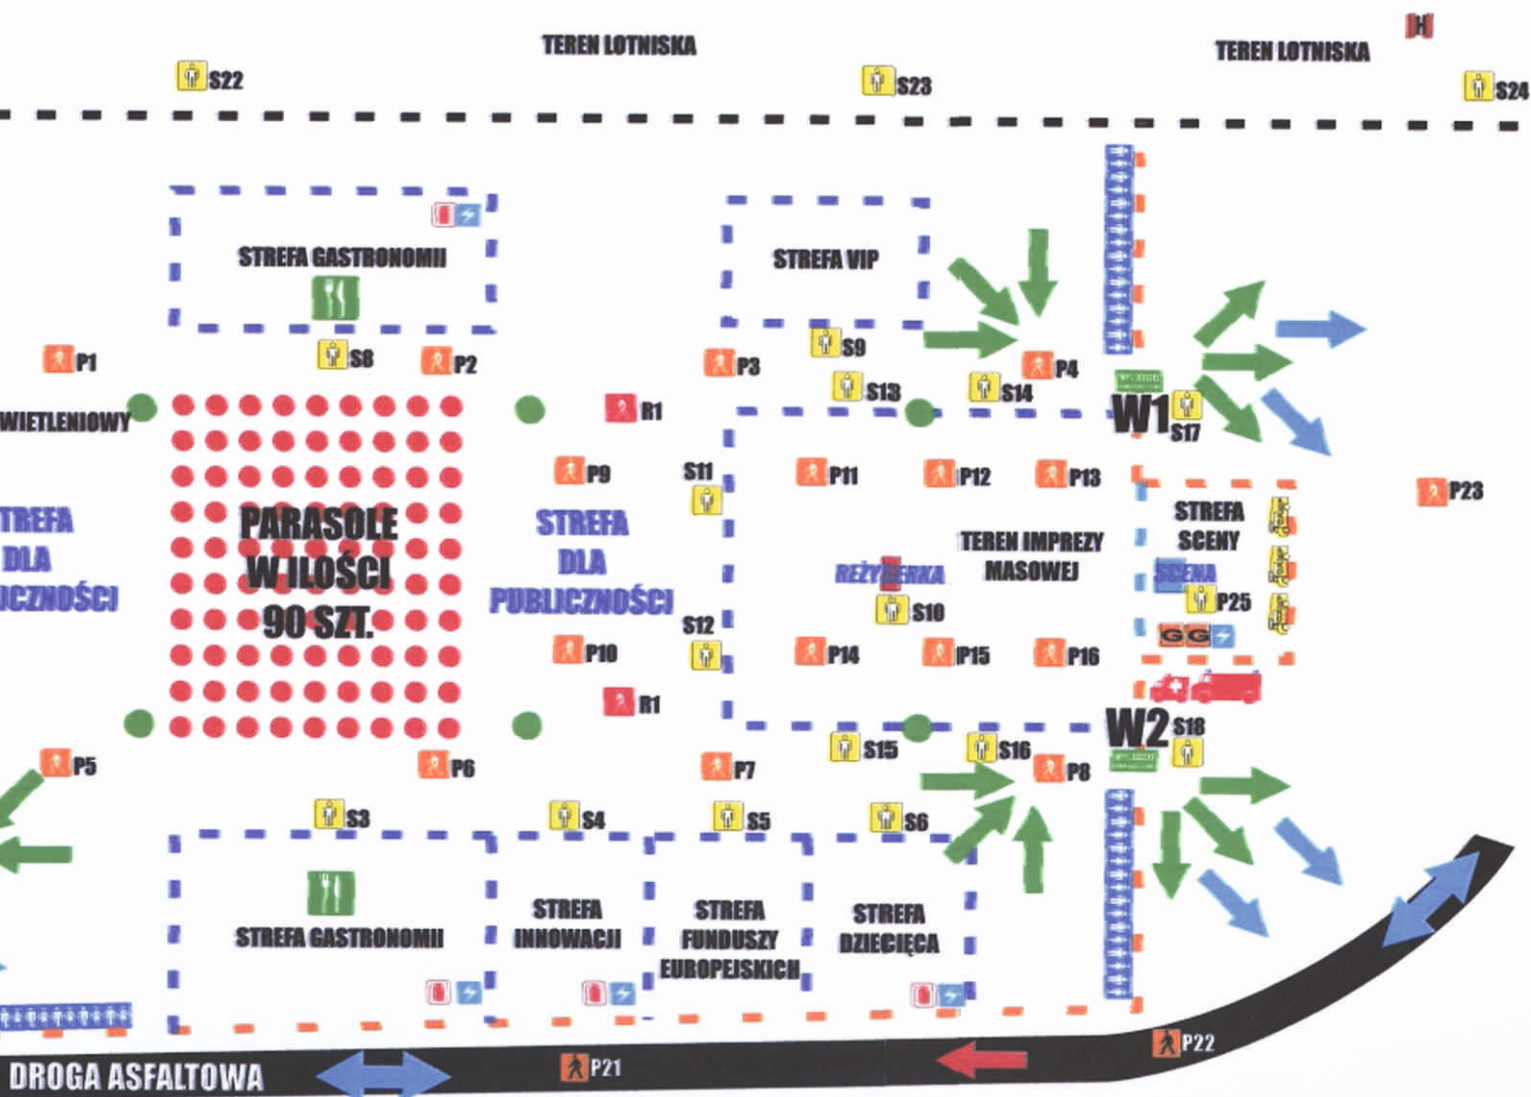 TEREN LOTNISKA
TEREN LOTNISKA
H
S22
S23
S24
STREFA GASTRONOMII
STREFA VIP
P1
S8
P2
P3
S9
S13
S14
P4
W1
S17
WIETLENIOWY
R1
P9
S11
P11
P12
P13
P23
TREFA
DLA
ICZNOŚCI
PARASOLE
W ILOŚCI
90 SZT.
STREFA
DLA
PUBLICZNOŚCI
TEREN IMPREZY
MASOWEJ
REŻYSERKA
S10
STREFA
SCENY
SCENA
P25
G G
S12
P10
P14
P15
P16
R1
W2
S18
P5
P6
P7
S15
S16
P8
S3
S4
S5
S6
STREFA GASTRONOMII
STREFA
INNOWACJI
STREFA
FUNDUSZY
EUROPEJSKICH
STREFA
DZIECIĘCA
DROGA ASFALTOWA
P21
P22